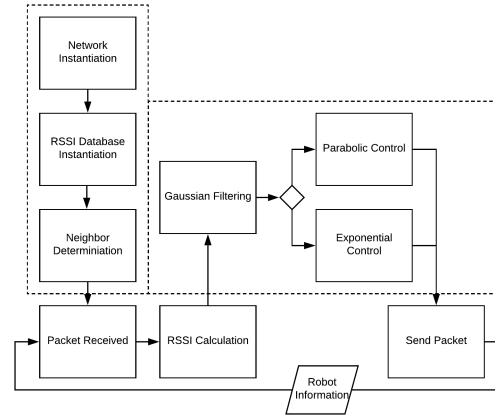 Network
Instantiation
RSSI Database
Instantiation
Neighbor
Determiniation
Packet Received
RSSI Calculation
Gaussian Filtering
Parabolic Control
Exponential
Control
Send Packet
Robot
Information